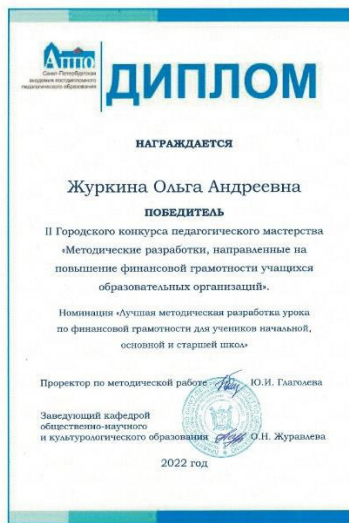 АППО
Санкт-Петербургская
академия постдипломного
педагогического образования
ДИПЛОМ
НАГРАЖДАЕТСЯ
Журкина Ольга Андреевна
ПОБЕДИТЕЛЬ
II Городского конкурса педагогического мастерства
«Методические разработки, направленные на
повышение финансовой грамотности учащихся
образовательных организаций».
Номинация «Лучшая методическая разработка урока
по финансовой грамотности для учеников начальной,
основной и старшей школ»
Проректор по методической работе Ю.И. Глаголева
Заведующий кафедрой
общественно-научного
и культурологического образования О.Н. Журавлева
2022 год